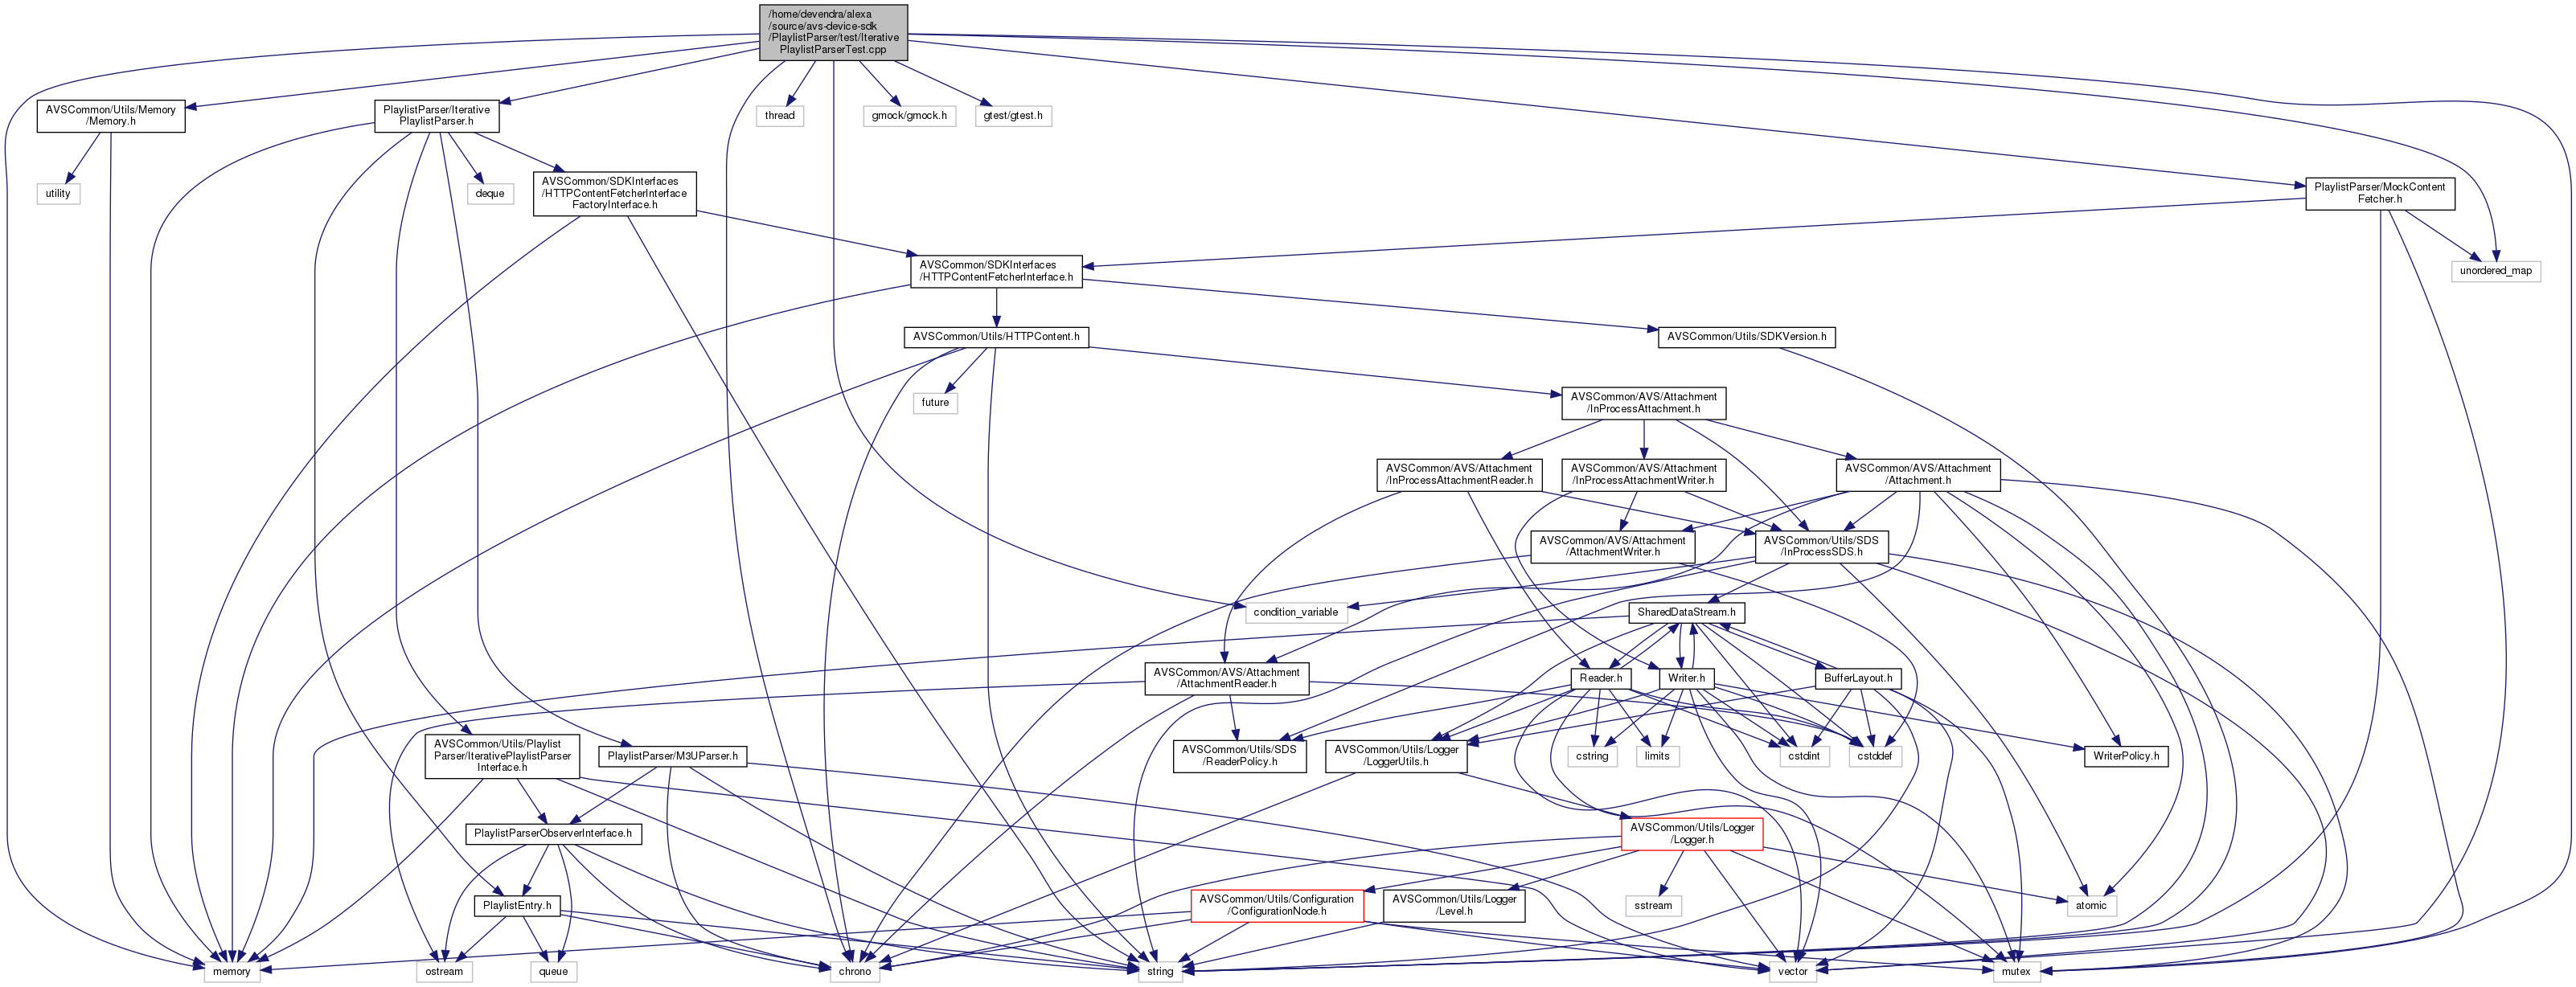 /home/devendra/alexa
/source/avs-device-sdk
/PlaylistParser/test/Iterative
PlaylistParserTest.cpp
AVSCommon/Utils/Memory
/Memory.h
PlaylistParser/Iterative
PlaylistParser.h
thread
gmock/gmock.h
gtest/gtest.h
utility
deque
AVSCommon/SDKInterfaces
/HTTPContentFetcherInterface
FactoryInterface.h
PlaylistParser/MockContent
Fetcher.h
AVSCommon/SDKInterfaces
/HTTPContentFetcherInterface.h
unordered_map
AVSCommon/Utils/HTTPContent.h
AVSCommon/Utils/SDKVersion.h
future
AVSCommon/AVS/Attachment
/InProcessAttachment.h
AVSCommon/AVS/Attachment
/InProcessAttachmentReader.h
AVSCommon/AVS/Attachment
/InProcessAttachmentWriter.h
AVSCommon/AVS/Attachment
/Attachment.h
AVSCommon/AVS/Attachment
/AttachmentWriter.h
AVSCommon/Utils/SDS
/InProcessSDS.h
condition_variable
SharedDataStream.h
AVSCommon/AVS/Attachment
/AttachmentReader.h
Reader.h
Writer.h
BufferLayout.h
AVSCommon/Utils/Playlist
Parser/IterativePlaylistParser
Interface.h
PlaylistParser/M3UParser.h
AVSCommon/Utils/SDS
/ReaderPolicy.h
AVSCommon/Utils/Logger
/LoggerUtils.h
cstring
limits
cstdint
cstddef
WriterPolicy.h
PlaylistParserObserverInterface.h
AVSCommon/Utils/Logger
/Logger.h
PlaylistEntry.h
AVSCommon/Utils/Configuration
/ConfigurationNode.h
AVSCommon/Utils/Logger
/Level.h
sstream
atomic
memory
ostream
queue
chrono
string
vector
mutex